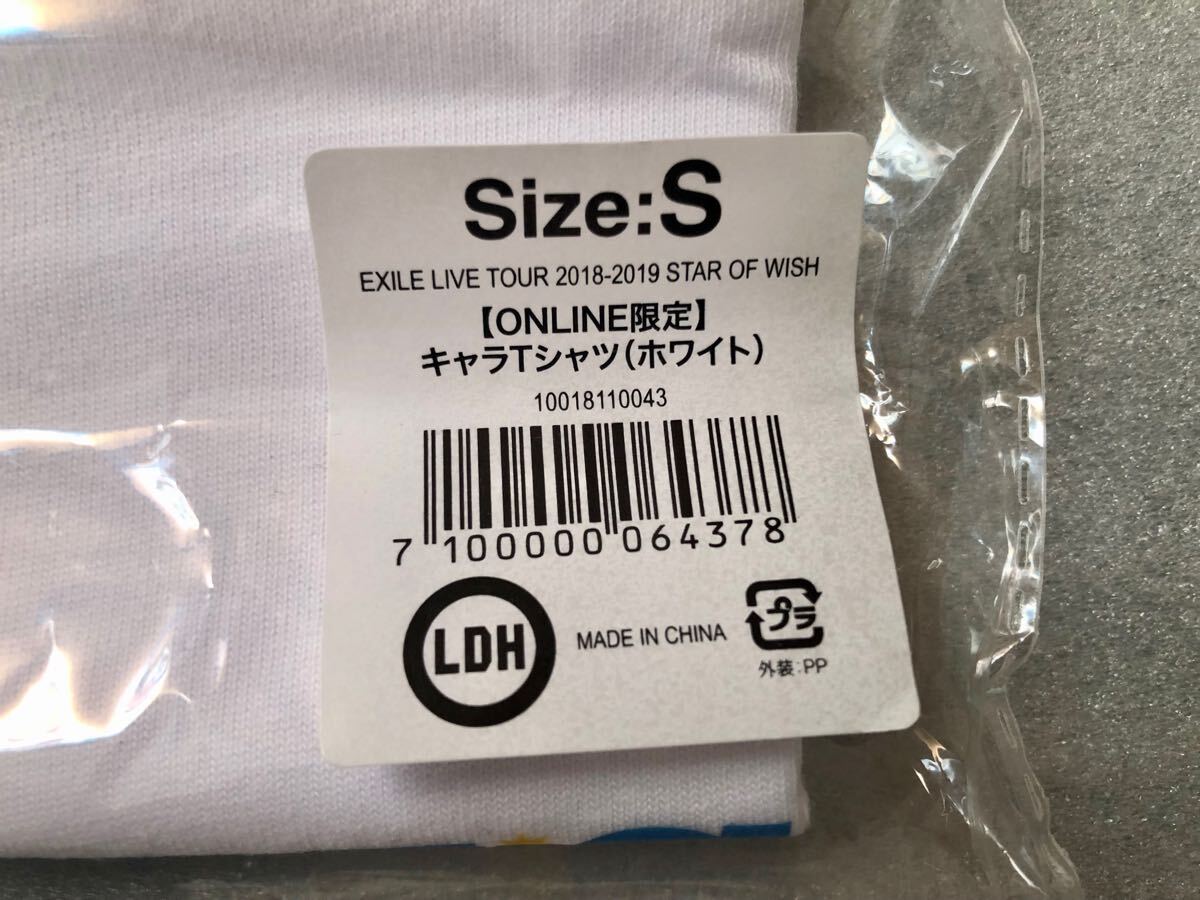 Size:S
EXILE LIVE TOUR 2018-2019 STAR OF WISH
【ONLINE限定】
キャラTシャツ(ホワイト)
10018110043
7 100000 064378
LDH
MADE IN CHINA
プラ
外装:PP